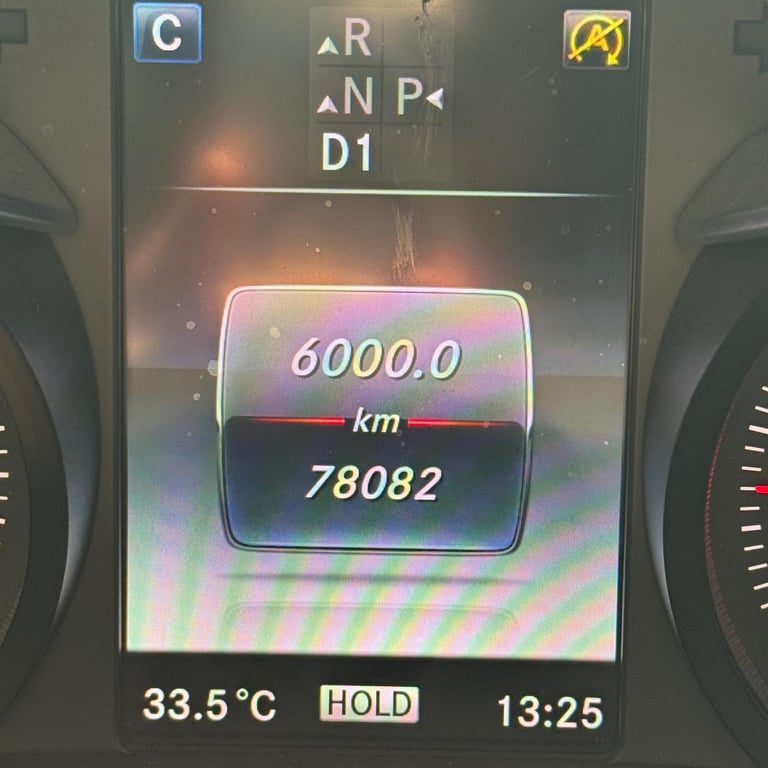 C
R
N P
D1
A
6000.0
km
78082
33.5°C HOLD 13:25